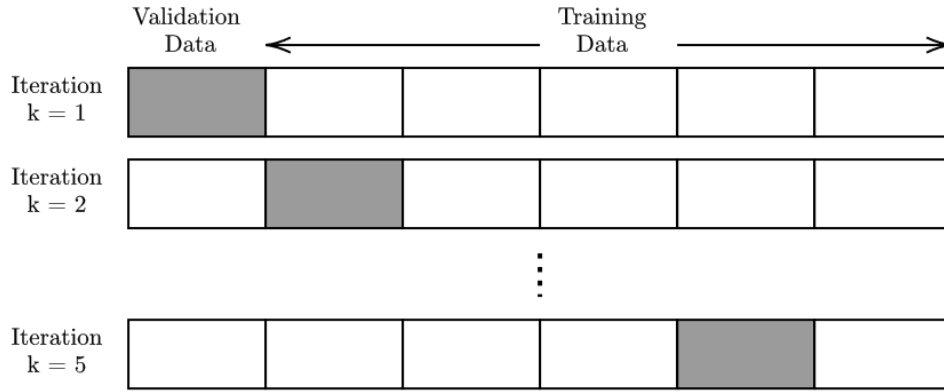 Validation
Data
Training
Data
Iteration
k = 1
Iteration
k = 2
Iteration
k = 5